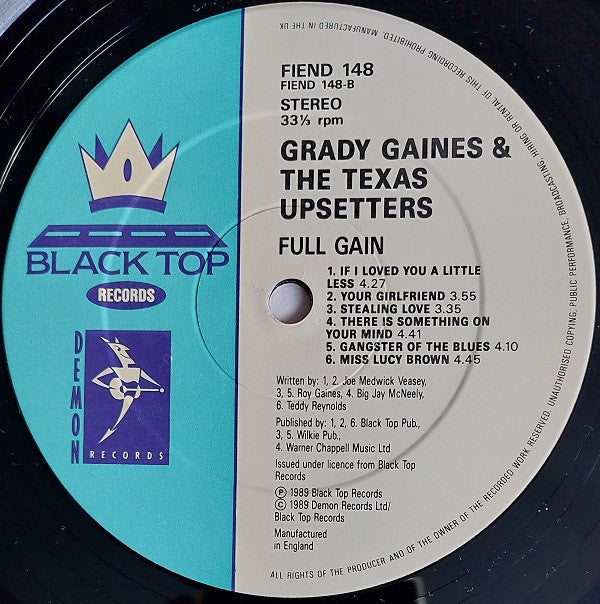 FIEND 148
FIEND 148-B
STEREO
33⅓ rpm
GRADY GAINES &
THE TEXAS
UPSETTERS
FULL GAIN
1. IF I LOVED YOU A LITTLE
LESS 4.27
2. YOUR GIRLFRIEND 3.55
3. STEALING LOVE 3.35
4. THERE IS SOMETHING ON
YOUR MIND 4.41
5. GANGSTER OF THE BLUES 4.10
6. MISS LUCY BROWN 4.45
Written by: 1, 2. Joe Medwick Veasey,
3, 5. Roy Gaines, 4. Big Jay McNeely,
6. Teddy Reynolds
Published by: 1, 2, 6. Black Top Pub.,
3, 5. Wilkie Pub.,
4. Warner Chappell Music Ltd
Issued under licence from Black Top
Records
Ⓟ 1989 Black Top Records
© 1989 Demon Records Ltd/
Black Top Records
Manufactured
in England
BLACK TOP
RECORDS
DEMON
RECORDS
ALL RIGHTS OF THE PRODUCER AND OF THE OWNER OF THE RECORDED WORK RESERVED. UNAUTHORISED COPYING, PUBLIC PERFORMANCE, BROADCASTING, HIRING OR RENTAL OF THIS RECORDING PROHIBITED. MANUFACTURED IN THE UK